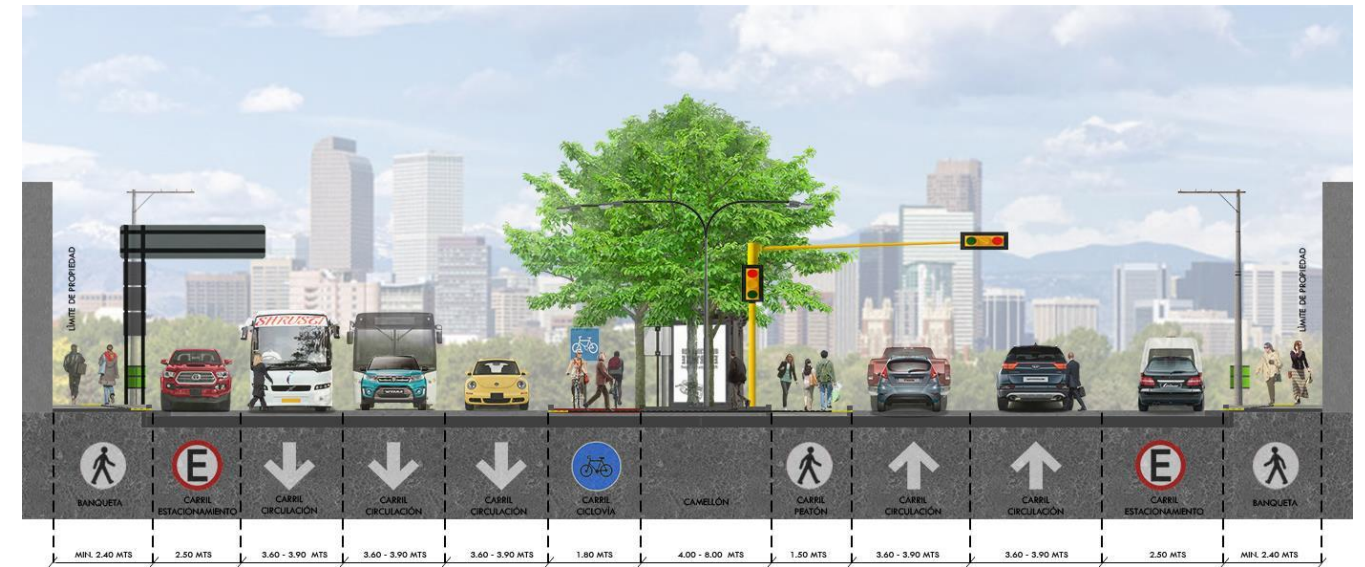 LÍMITE DE PROPIEDAD
LÍMITE DE PROPIEDAD
E
E
BANQUETA
CARRIL
ESTACIONAMIENTO
CARRIL
CIRCULACIÓN
CARRIL
CIRCULACIÓN
CARRIL
CIRCULACIÓN
CARRIL
CICLOVÍA
CAMELLÓN
CARRIL
PEATÓN
CARRIL
CIRCULACIÓN
CARRIL
CIRCULACIÓN
CARRIL
ESTACIONAMIENTO
BANQUETA
MIN. 2.40 MTS
2.50 MTS
3.60 - 3.90 MTS
3.60 - 3.90 MTS
3.60 - 3.90 MTS
1.80 MTS
4.00 - 8.00 MTS
1.50 MTS
3.60 - 3.90 MTS
3.60 - 3.90 MTS
2.50 MTS
MIN. 2.40 MTS